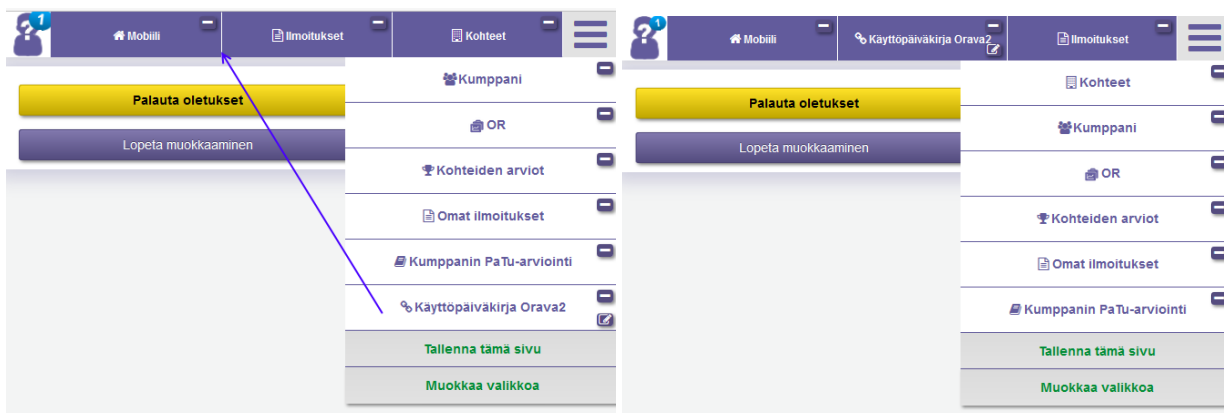 1
Mobiili
Ilmoitukset
Kohteet
Kumppani
Palauta oletukset
OR
Lopeta muokkaaminen
Kohteiden arviot
Omat ilmoitukset
Kumppanin PaTu-arviointi
Käyttöpäiväkirja Orava2
Tallenna tämä sivu
Muokkaa valikkoa
1
Mobiili
Käyttöpäiväkirja Orava2
Ilmoitukset
Kohteet
Palauta oletukset
Kumppani
Lopeta muokkaaminen
OR
Kohteiden arviot
Omat ilmoitukset
Kumppanin PaTu-arviointi
Tallenna tämä sivu
Muokkaa valikkoa